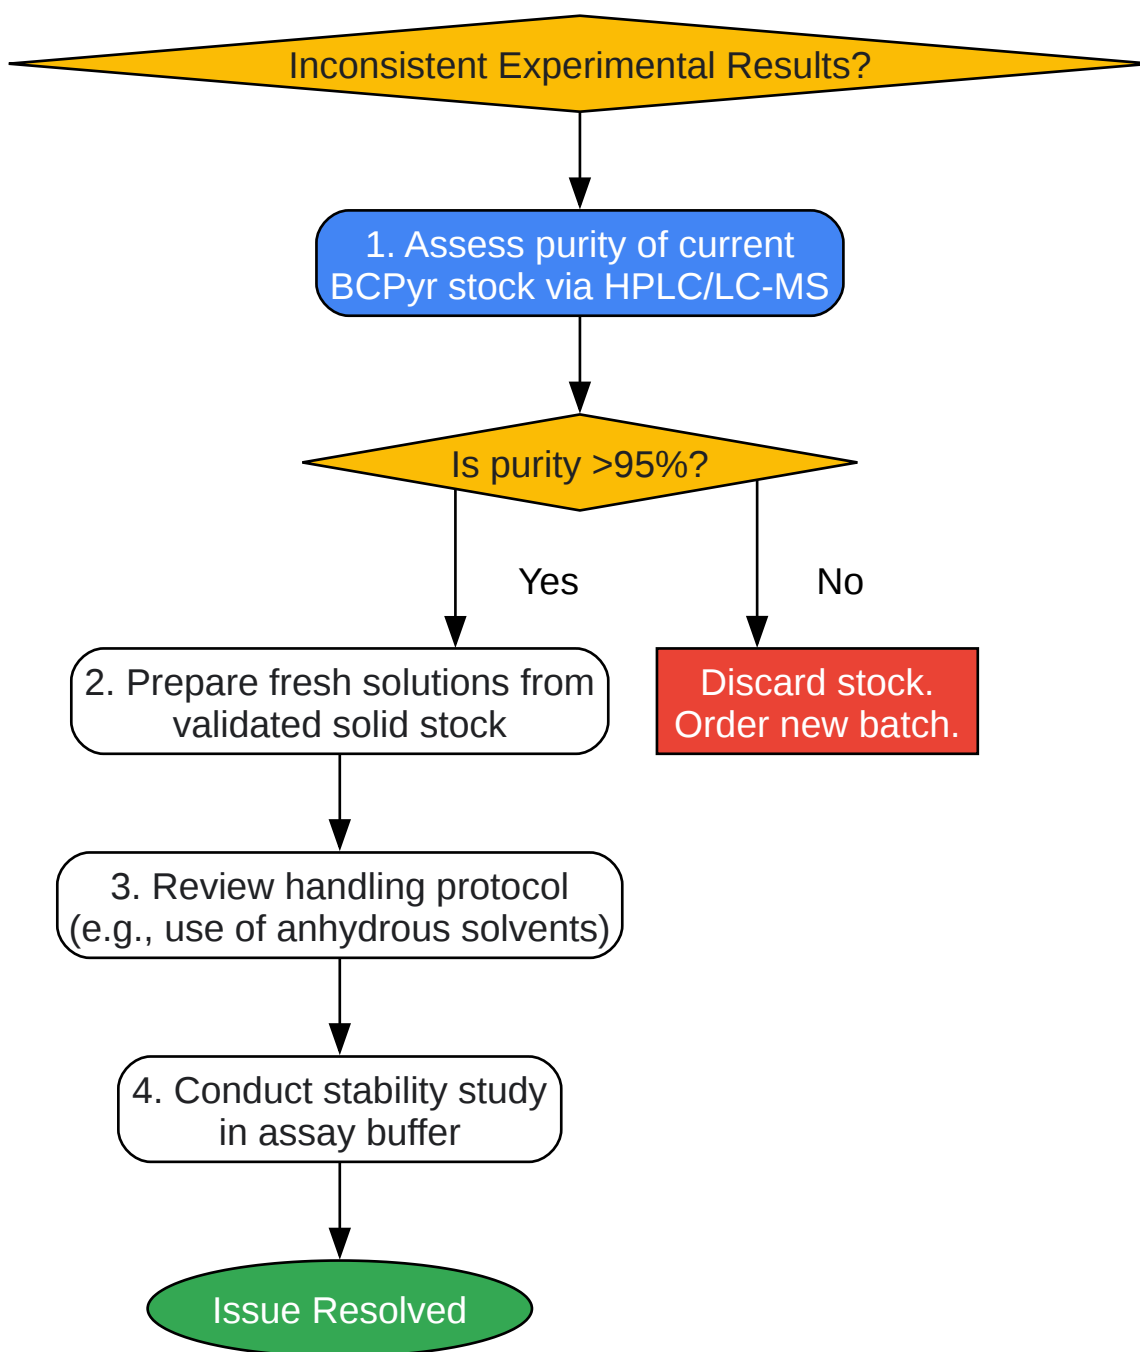 Inconsistent Experimental Results?
1. Assess purity of current
BCPyr stock via HPLC/LC-MS
Is purity >95%?
Yes
No
2. Prepare fresh solutions from
validated solid stock
Discard stock.
Order new batch.
3. Review handling protocol
(e.g., use of anhydrous solvents)
4. Conduct stability study
in assay buffer
Issue Resolved